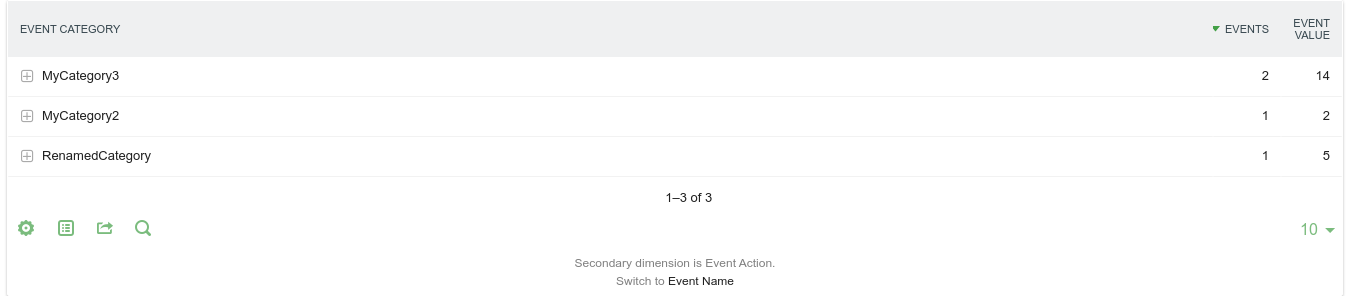 EVENT CATEGORY EVENTS EVENT VALUE
MyCategory3 2 14
MyCategory2 1 2
RenamedCategory 1 5
1–3 of 3
10
Secondary dimension is Event Action.
Switch to Event Name